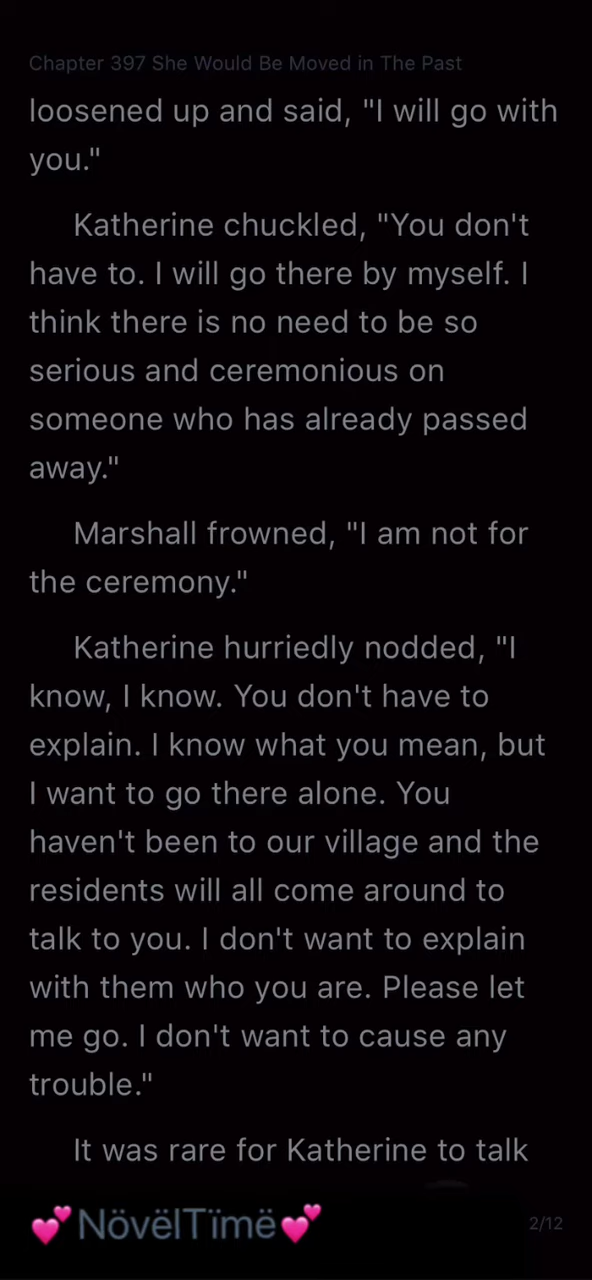 Chapter 397 She Would Be Moved in The Past
loosened up and said, "I will go with
you."
Katherine chuckled, "You don't
have to. I will go there by myself. I
think there is no need to be so
serious and ceremonious on
someone who has already passed
away."
Marshall frowned, "I am not for
the ceremony."
Katherine hurriedly nodded, "I
know, I know. You don't have to
explain. I know what you mean, but
I want to go there alone. You
haven't been to our village and the
residents will all come around to
talk to you. I don't want to explain
with them who you are. Please let
me go. I don't want to cause any
trouble."
It was rare for Katherine to talk
💕NövëlTïmë💕
2/12